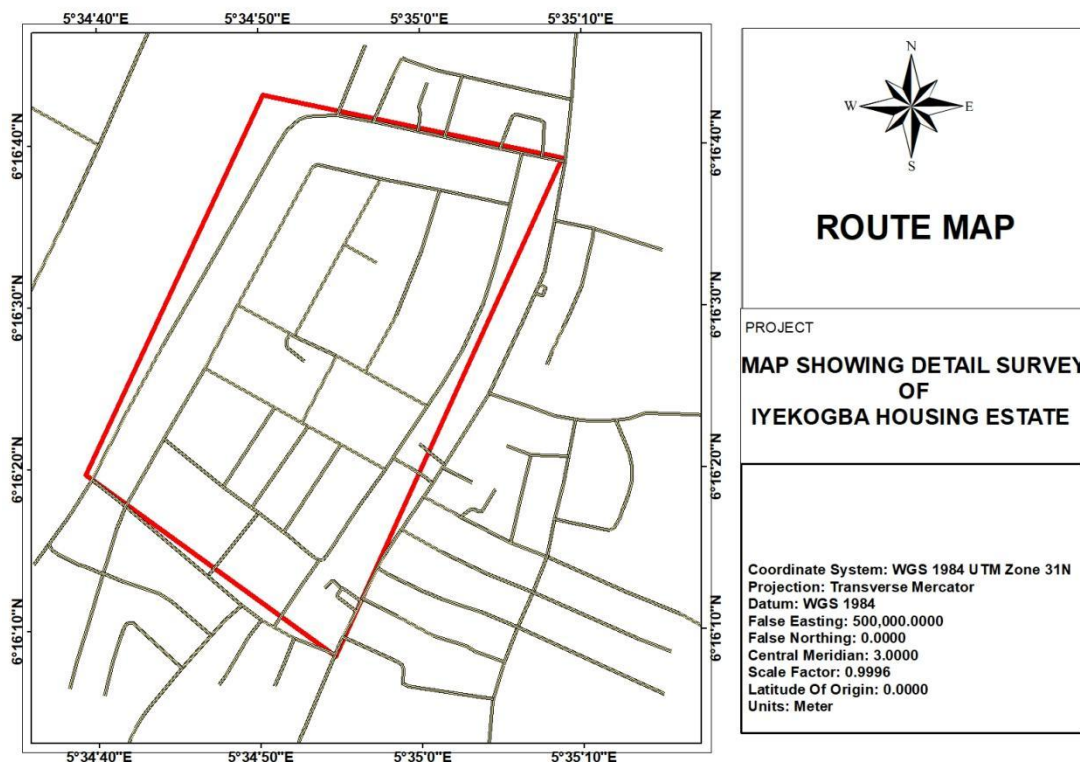 5°34'40"E 5°34'50"E 5°35'0"E 5°35'10"E
6°16'40"N 6°16'40"N
6°16'30"N 6°16'30"N
6°16'20"N 6°16'20"N
6°16'10"N 6°16'10"N
5°34'40"E 5°34'50"E 5°35'0"E 5°35'10"E
N
W E
S
ROUTE MAP
PROJECT
MAP SHOWING DETAIL SURVEY
OF
IYEKOGBA HOUSING ESTATE
Coordinate System: WGS 1984 UTM Zone 31N
Projection: Transverse Mercator
Datum: WGS 1984
False Easting: 500,000.0000
False Northing: 0.0000
Central Meridian: 3.0000
Scale Factor: 0.9996
Latitude Of Origin: 0.0000
Units: Meter